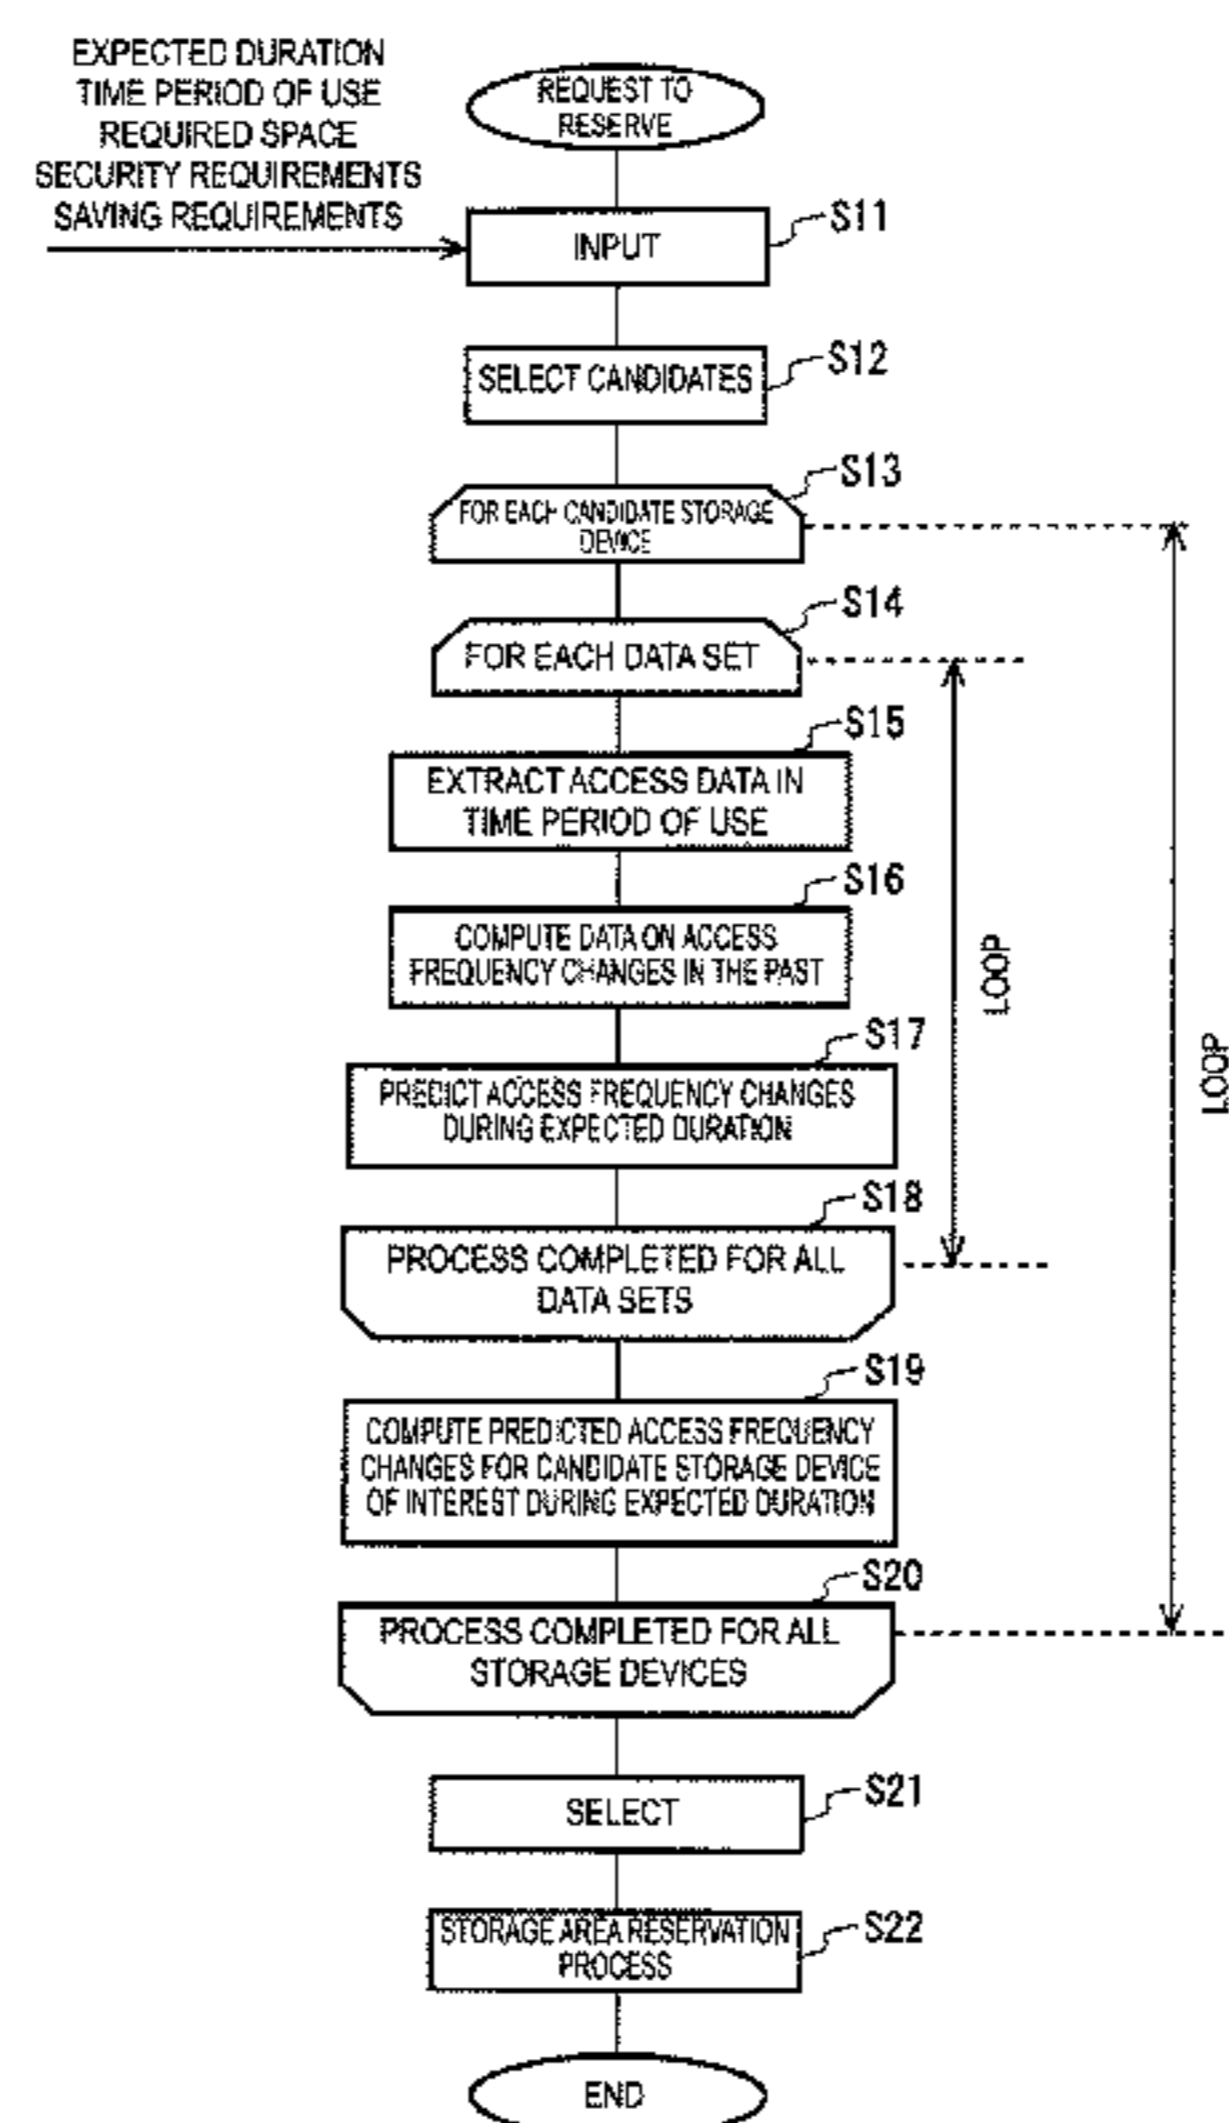 EXPECTED DURATION
TIME PERIOD OF USE
REQUIRED SPACE
SECURITY REQUIREMENTS
SAVING REQUIREMENTS
REQUEST TO
RESERVE
S11
INPUT
S12
SELECT CANDIDATES
S13
FOR EACH CANDIDATE STORAGE
DEVICE
S14
FOR EACH DATA SET
S15
EXTRACT ACCESS DATA IN
TIME PERIOD OF USE
S16
COMPUTE DATA ON ACCESS
FREQUENCY CHANGES IN THE PAST
LOOP
LOOP
S17
PREDICT ACCESS FREQUENCY CHANGES
DURING EXPECTED DURATION
S18
PROCESS COMPLETED FOR ALL
DATA SETS
S19
COMPUTE PREDICTED ACCESS FREQUENCY
CHANGES FOR CANDIDATE STORAGE DEVICE
OF INTEREST DURING EXPECTED DURATION
S20
PROCESS COMPLETED FOR ALL
STORAGE DEVICES
S21
SELECT
S22
STORAGE AREA RESERVATION
PROCESS
END